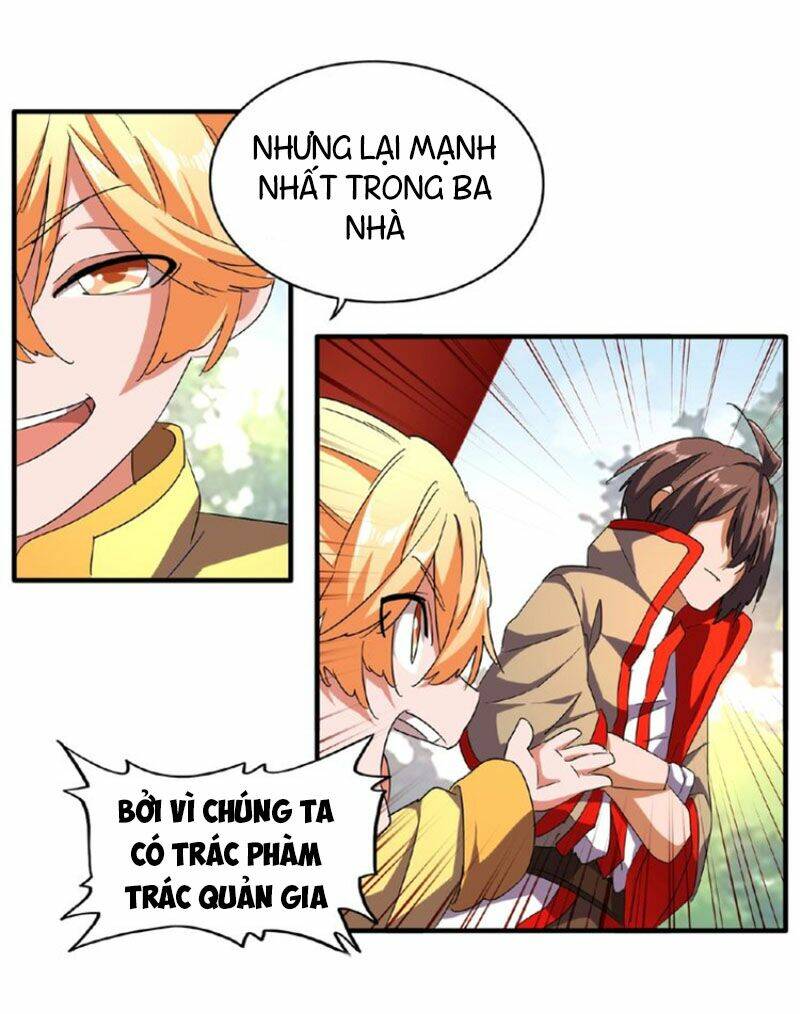 NHƯNG LẠI MẠNH
NHẤT TRONG BA
NHÀ
BỞI VÌ CHÚNG TA
CÓ TRÁC PHÀM
TRÁC QUẢN GIA